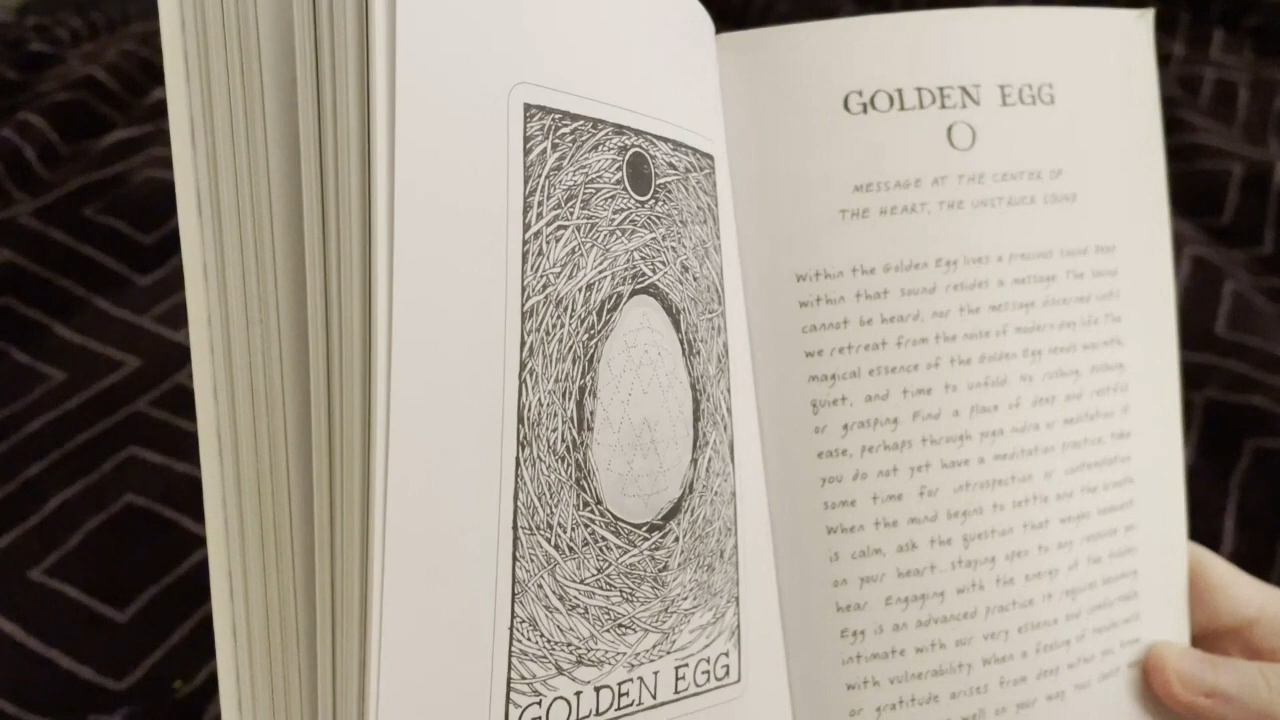 GOLDEN EGG
GOLDEN EGG
MESSAGE AT THE CENTER OF
THE HEART, THE UNSTRUCK SOUND
Within the Golden Egg lives a precious sound. Deep
within that sound resides a message. The sound
cannot be heard, nor the message discerned until
we retreat from the noise of modern day life. The
magical essence of the Golden Egg needs warmth,
quiet, and time to unfold. No rushing, pushing,
or grasping. Find a place of deep and restful
ease, perhaps through yoga nidra or meditation. If
you do not yet have a meditation practice, take
some time for introspection or contemplation.
When the mind begins to settle and the breath
is calm, ask the question that weighs heaviest
on your heart...staying open to any response you
hear. Engaging with the energy of the Golden
Egg is an advanced practice. It requires becoming
intimate with our very essence and comfortable
with vulnerability. When a feeling of
or gratitude arises from deep within you know
well on your way. You